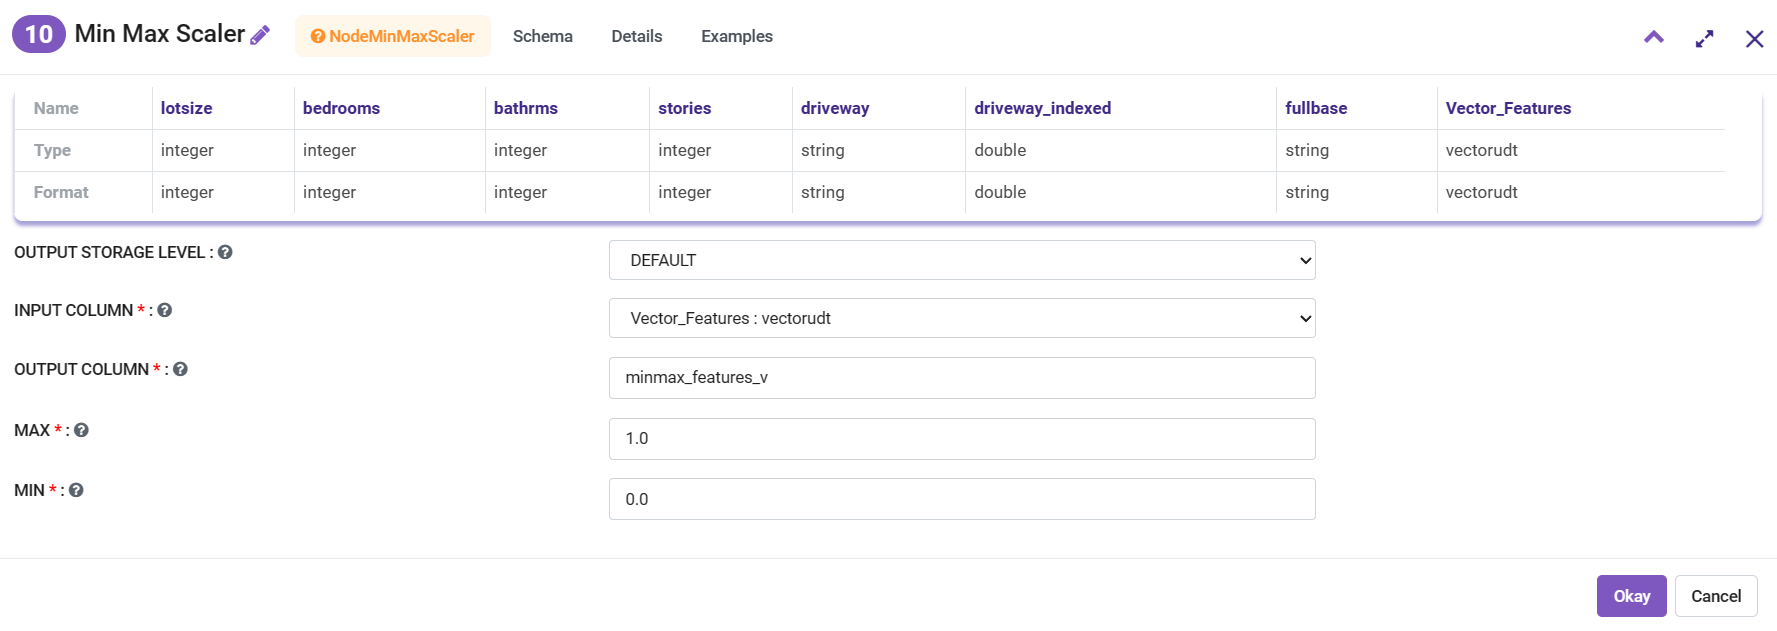 10 Min Max Scaler NodeMinMaxScaler Schema Details Examples
Name lotsize bedrooms bathrms stories driveway driveway_indexed fullbase Vector_Features
Type integer integer integer integer string double string vectorudt
Format integer integer integer integer string double string vectorudt
OUTPUT STORAGE LEVEL : DEFAULT
INPUT COLUMN * : Vector_Features : vectorudt
OUTPUT COLUMN * : minmax_features_v
MAX * : 1.0
MIN * : 0.0
Okay Cancel